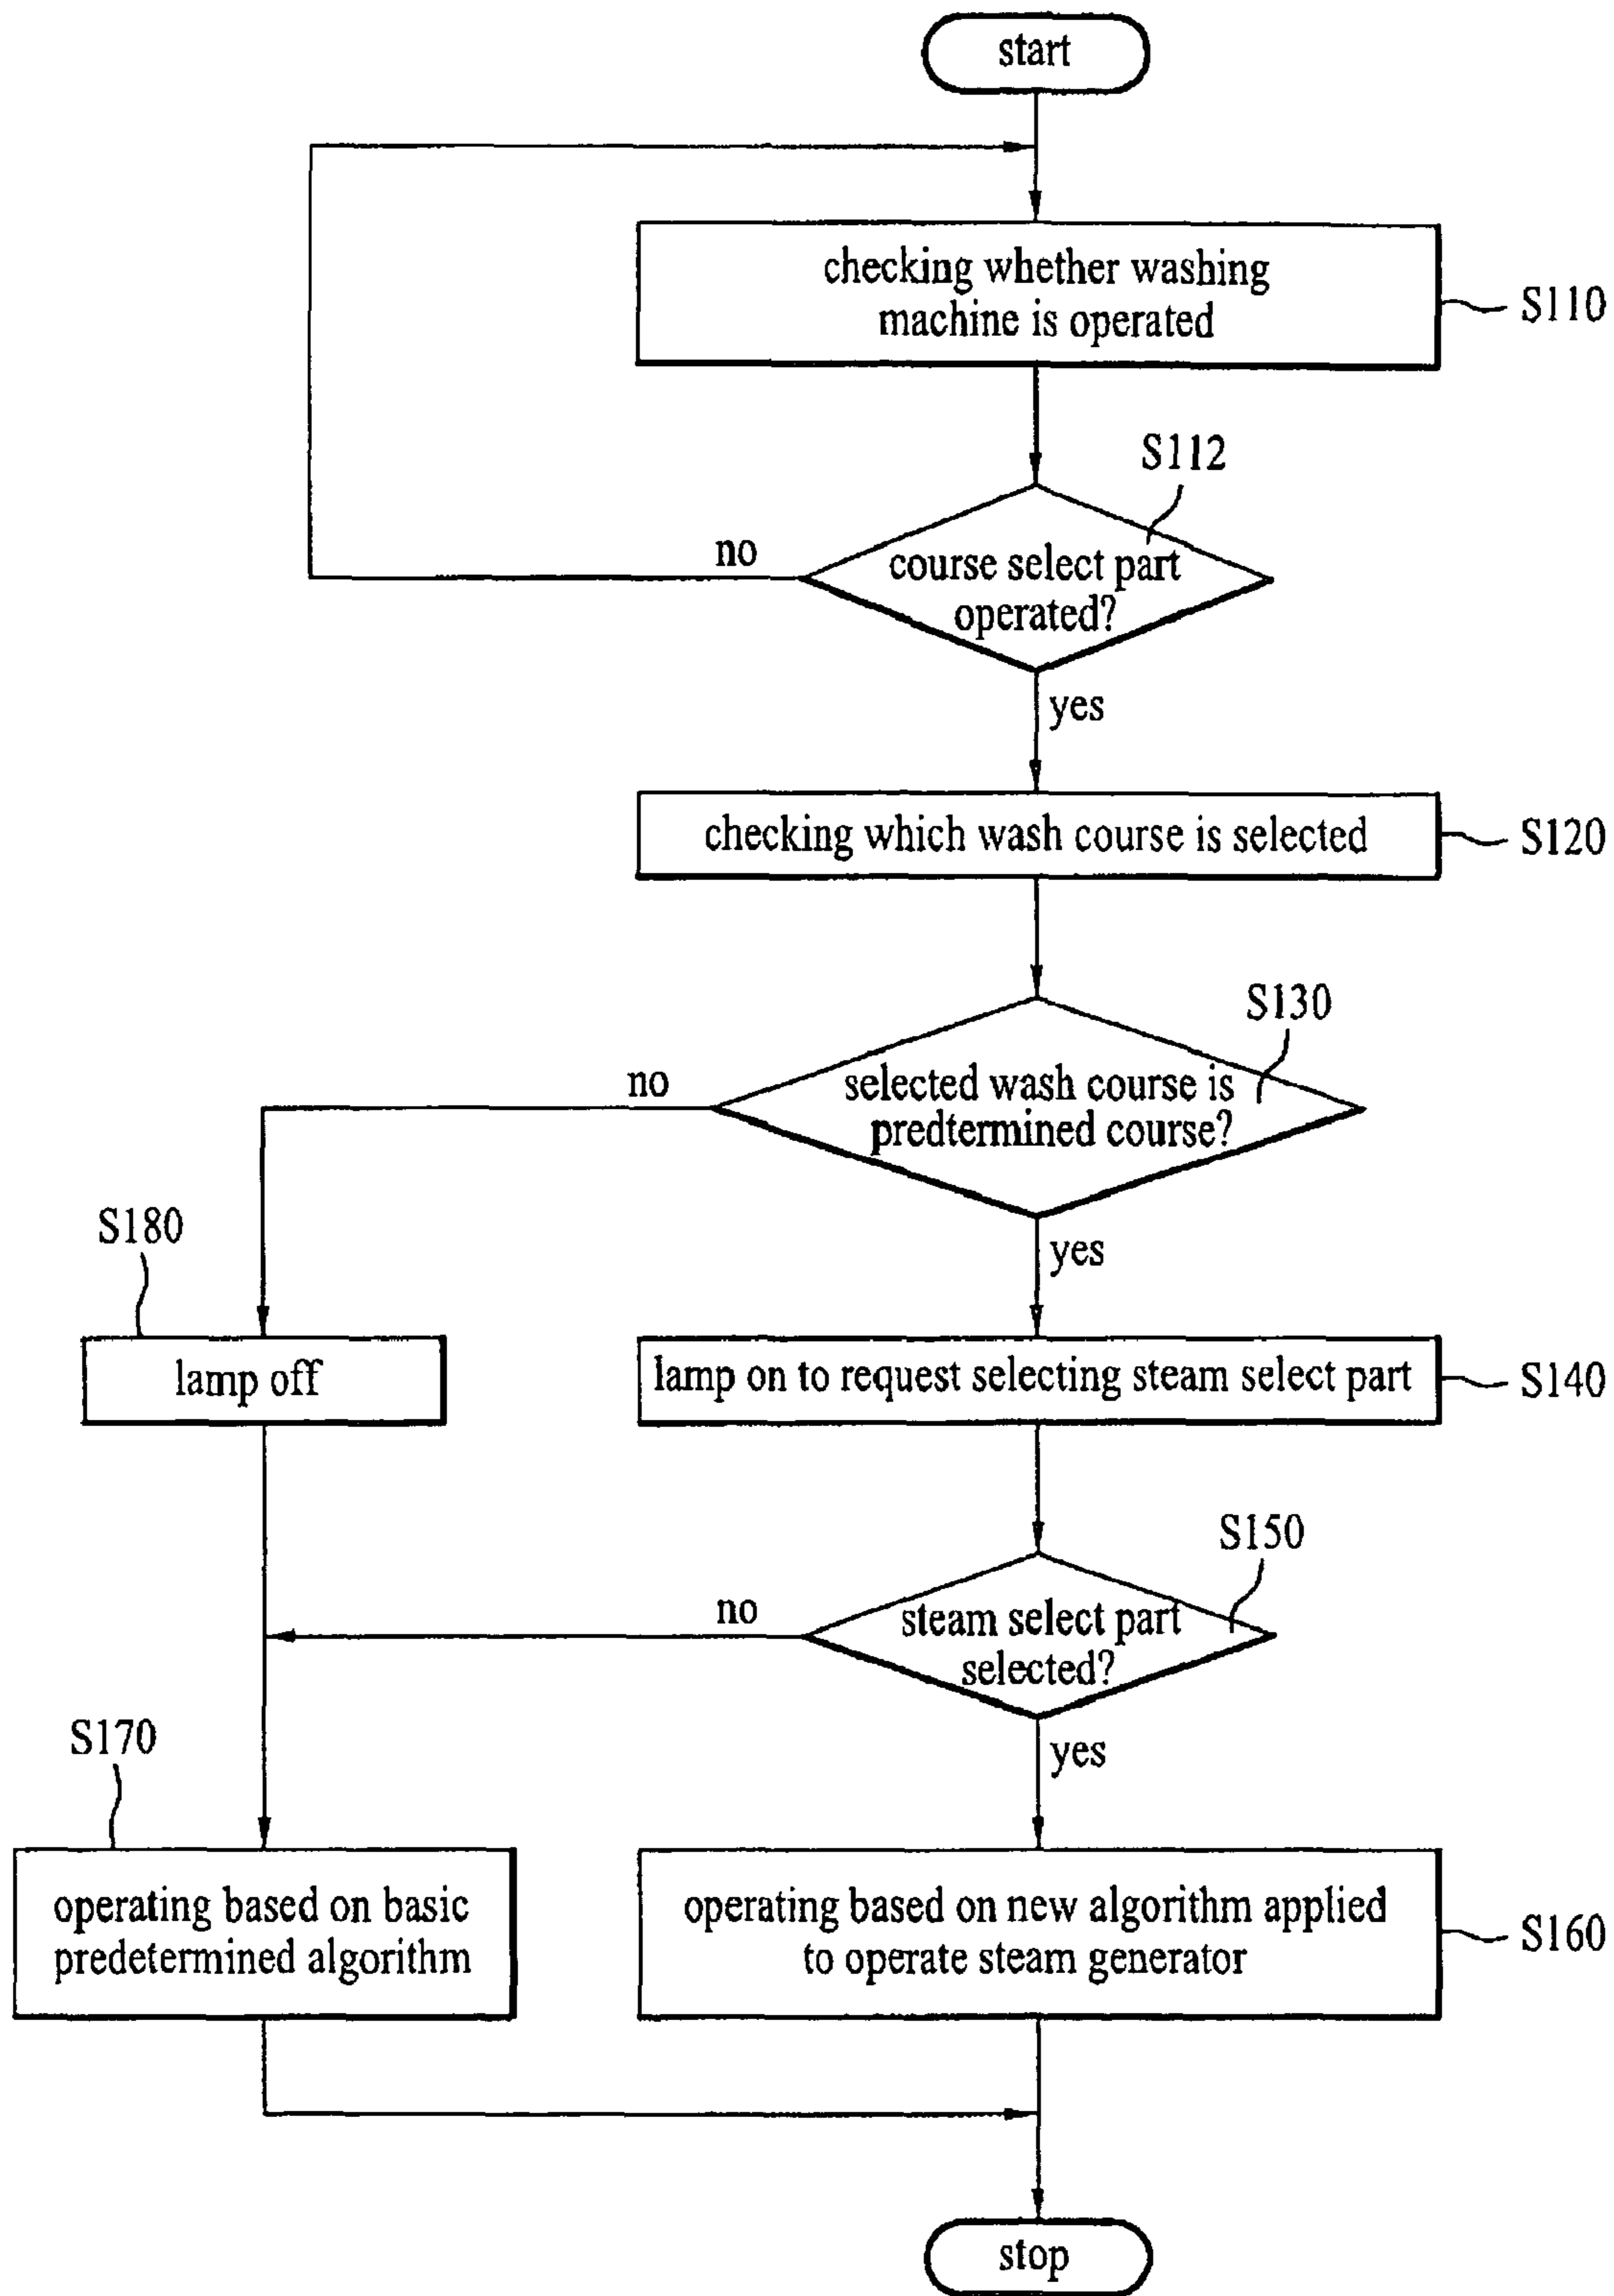 start
checking whether washing
machine is operated
S110
S112
no
course select part
operated?
yes
checking which wash course is selected
S120
S130
no
selected wash course is
predtermined course?
yes
S180
lamp off
lamp on to request selecting steam select part
S140
S150
no
steam select part
selected?
yes
S170
operating based on basic
predetermined algorithm
operating based on new algorithm applied
to operate steam generator
S160
stop